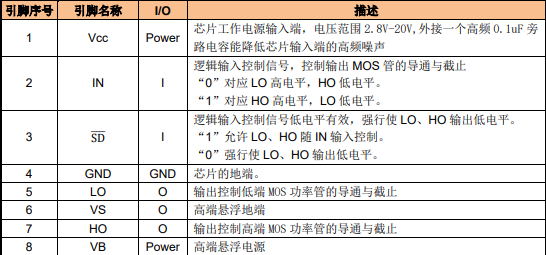 引脚序号 引脚名称 I/O 描述
1 Vcc Power 芯片工作电源输入端，电压范围 2.8V-20V,外接一个高频 0.1uF 旁
路电容能降低芯片输入端的高频噪声
2 IN I 逻辑输入控制信号，控制输出 MOS 管的导通与截止
“0”对应 LO 高电平，HO 低电平。
“1”对应 HO 高电平，LO 低电平。
3 SD I 逻辑输入控制信号低电平有效，强行使 LO、HO 输出低电平。
“1”允许 LO、HO 随 IN 输入控制。
“0”强行使 LO、HO 输出低电平。
4 GND GND 芯片的地端。
5 LO O 输出控制低端 MOS 功率管的导通与截止
6 VS O 高端悬浮地端
7 HO O 输出控制高端 MOS 功率管的导通与截止
8 VB Power 高端悬浮电源